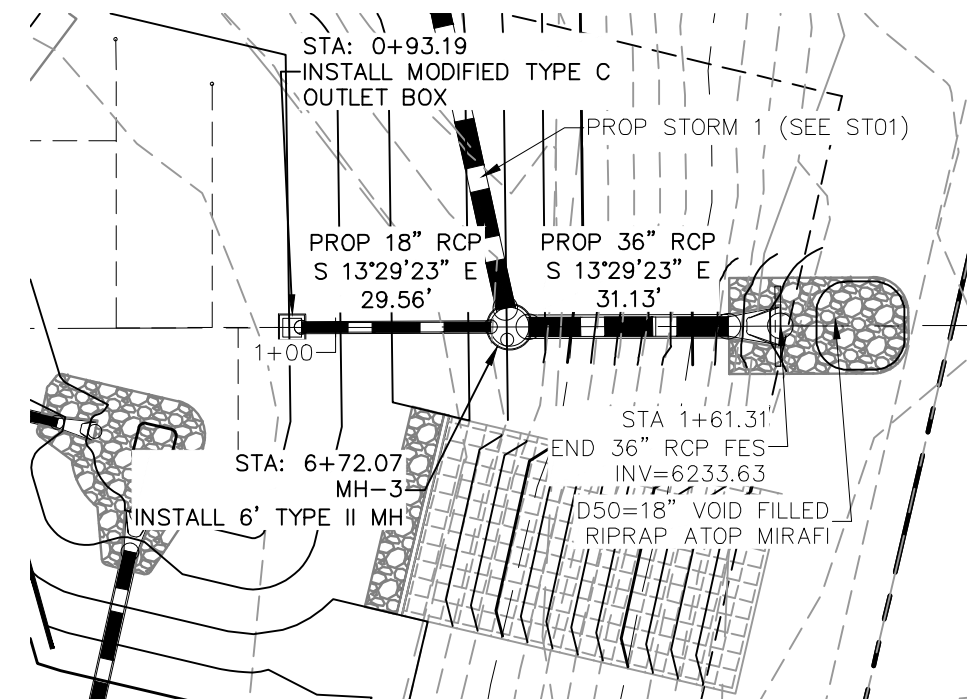 STA: 0+93.19
INSTALL MODIFIED TYPE C
OUTLET BOX
PROP STORM 1 (SEE ST01)
PROP 18" RCP
S 13°29'23" E
29.56'
PROP 36" RCP
S 13°29'23" E
31.13'
1+00
STA 1+61.31
END 36" RCP FES
INV=6233.63
STA: 6+72.07
MH-3
INSTALL 6' TYPE II MH
D50=18" VOID FILLED
RIPRAP ATOP MIRAFI